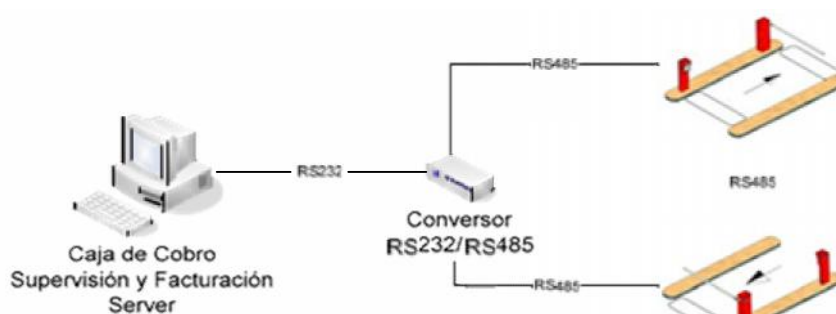 RS485
RS232
RS485
Conversor
RS232/RS485
Caja de Cobro
Supervisión y Facturación
Server
RS485